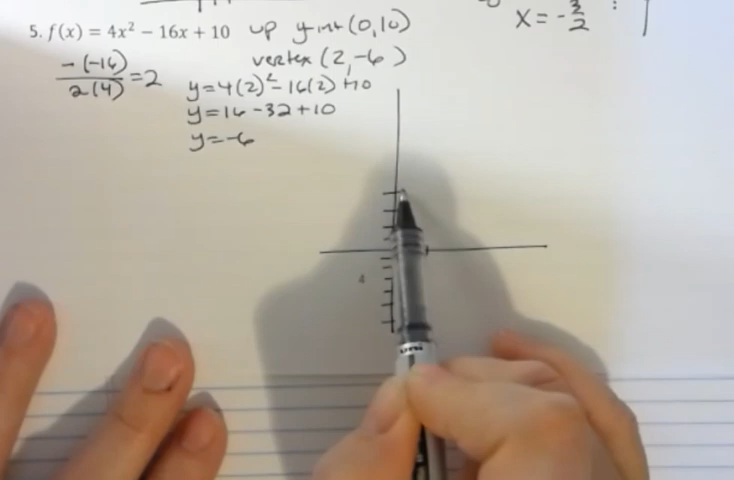 5. f(x) = 4x² − 16x + 10 up y int (0,10)
x = -3/2
vertex (2,-6)
-(-16)/2(4) = 2
y=4(2)²-16(2)+10
y=16-32+10
y=-6
uni